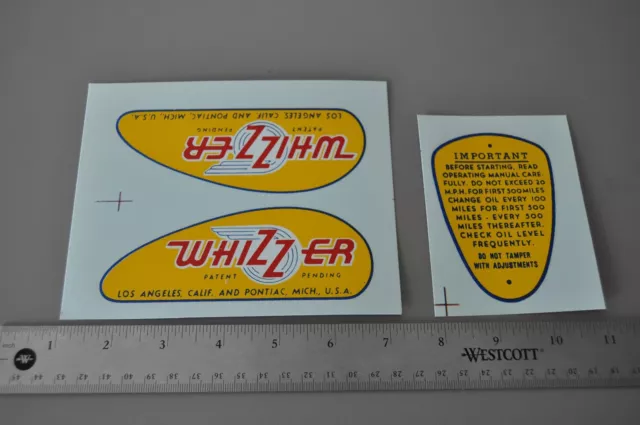 LOS ANGELES, CALIF. AND PONTIAC, MICH., U.S.A.
PATENT PENDING
WHIZZER
WHIZZER
PATENT PENDING
LOS ANGELES, CALIF. AND PONTIAC, MICH., U.S.A.
IMPORTANT
BEFORE STARTING, READ
OPERATING MANUAL CARE-
FULLY. DO NOT EXCEED 20
M.P.H. FOR FIRST 500 MILES
CHANGE OIL EVERY 100
MILES FOR FIRST 500
MILES - EVERY 500
MILES THEREAFTER.
CHECK OIL LEVEL
FREQUENTLY.
DO NOT TAMPER
WITH ADJUSTMENTS
1 2 3 4 5 6 7 8 9 10 11
WESTCOTT